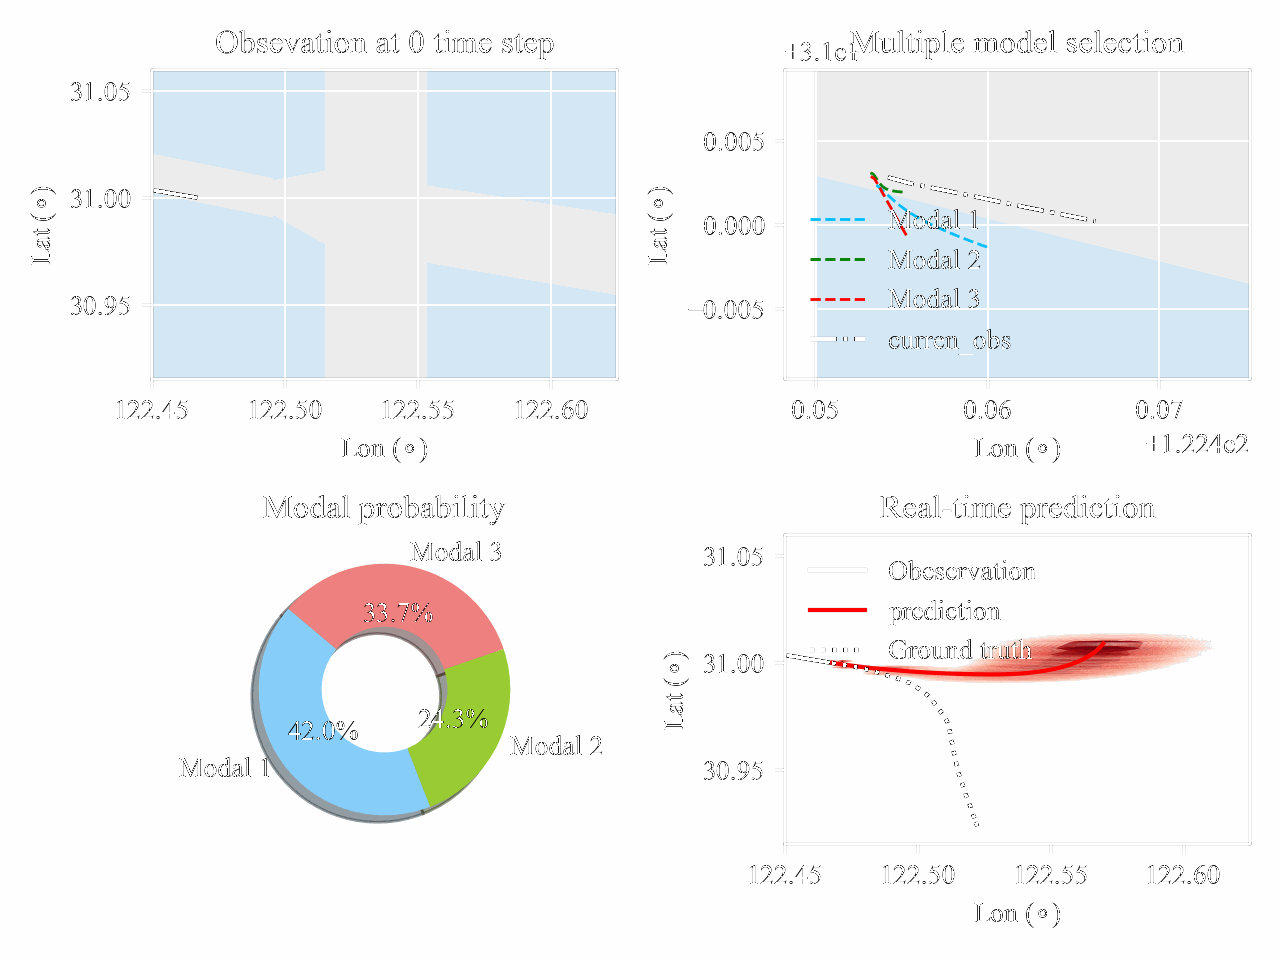 Obsevation at 0 time step
31.05
31.00
30.95
Lat (∘)
122.45 122.50 122.55 122.60
Lon (∘)
Multiple model selection
+3.1e1
0.005
0.000
−0.005
Lat (∘)
Modal 1
Modal 2
Modal 3
curren_obs
0.05 0.06 0.07
Lon (∘)
+1.224e2
Modal probability
Modal 3
33.7%
42.0%
24.3%
Modal 1
Modal 2
Real-time prediction
31.05
31.00
30.95
Lat (∘)
Obeservation
prediction
Ground truth
122.45 122.50 122.55 122.60
Lon (∘)